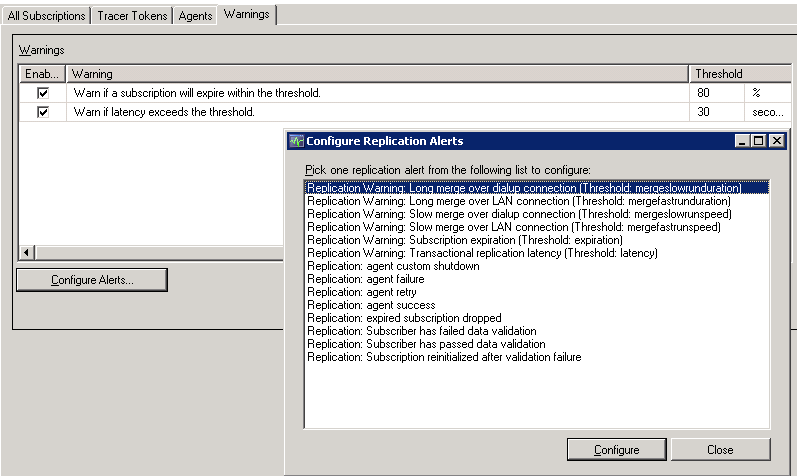 All Subscriptions Tracer Tokens Agents Warnings
Warnings
Enab... Warning Threshold
Warn if a subscription will expire within the threshold. 80 %
Warn if latency exceeds the threshold. 30 seco...
Configure Replication Alerts
Pick one replication alert from the following list to configure:
Replication Warning: Long merge over dialup connection (Threshold: mergeslowrunduration)
Replication Warning: Long merge over LAN connection (Threshold: mergefastrunduration)
Replication Warning: Slow merge over dialup connection (Threshold: mergeslowrunspeed)
Replication Warning: Slow merge over LAN connection (Threshold: mergefastrunspeed)
Replication Warning: Subscription expiration (Threshold: expiration)
Replication Warning: Transactional replication latency (Threshold: latency)
Replication: agent custom shutdown
Replication: agent failure
Replication: agent retry
Replication: agent success
Replication: expired subscription dropped
Replication: Subscriber has failed data validation
Replication: Subscriber has passed data validation
Replication: Subscription reinitialized after validation failure
Configure Alerts...
Configure Close